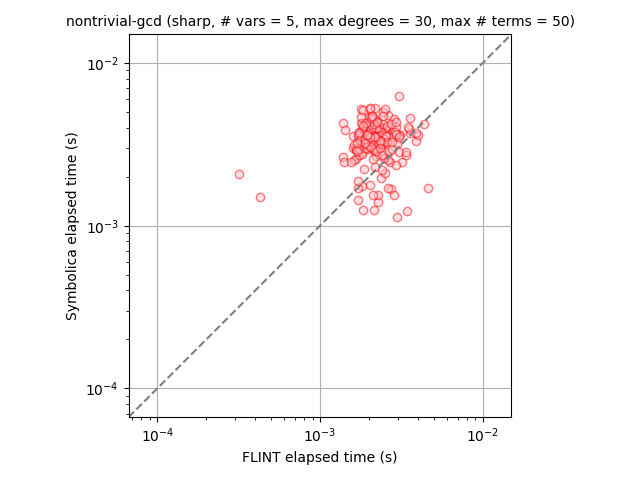 nontrivial-gcd (sharp, # vars = 5, max degrees = 30, max # terms = 50)
Symbolica elapsed time (s)
10⁻²
10⁻³
10⁻⁴
10⁻⁴ 10⁻³ 10⁻²
FLINT elapsed time (s)